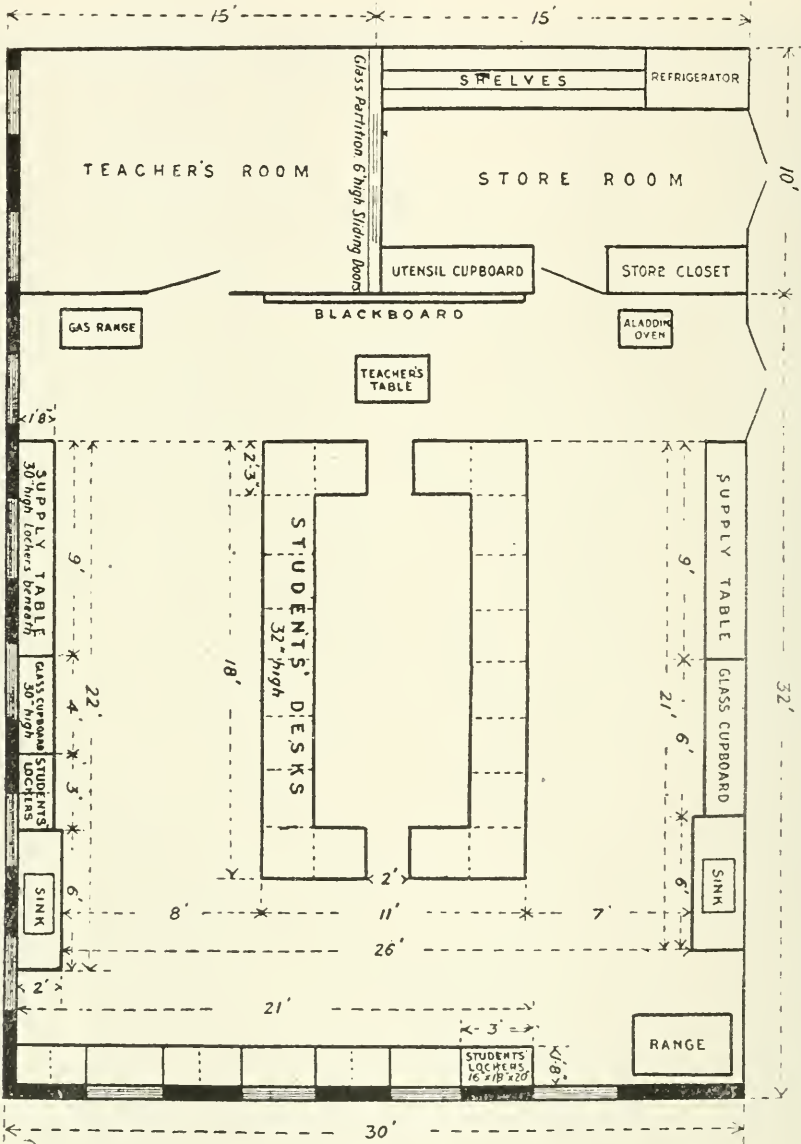 15' 15'
SHELVES
REFRIGERATOR
Glass Partition 6' high Sliding Doors
TEACHER'S ROOM
STORE ROOM
10'
UTENSIL CUPBOARD
STORE CLOSET
BLACKBOARD
GAS RANGE
ALADDIN
OVEN
TEACHER'S
TABLE
1'8"
2'-3"
SUPPLY TABLE
30" high Lockers beneath
9'
22'
18'
STUDENTS' DESKS
32" high
SUPPLY TABLE
9'
21'
32'
GLASS CUPBOARD
30" high
4'
GLASS CUPBOARD
6'
STUDENTS'
LOCKERS
3'
SINK
6'
2'
SINK
6'
8' 11' 7'
26'
2'
21'
3'
STUDENTS'
LOCKERS
16"x18"x20"
1'-8"
RANGE
30'